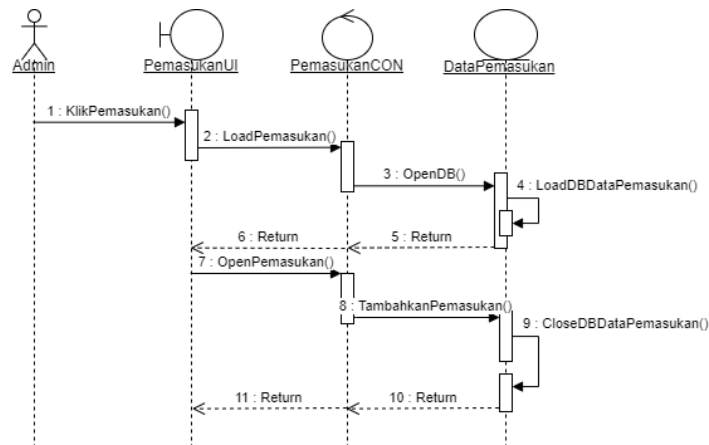 Admin
PemasukanUI
PemasukanCON
DataPemasukan
1 : KlikPemasukan()
2 : LoadPemasukan()
3 : OpenDB()
4 : LoadDBDataPemasukan()
5 : Return
6 : Return
7 : OpenPemasukan()
8 : TambahkanPemasukan()
9 : CloseDBDataPemasukan()
10 : Return
11 : Return